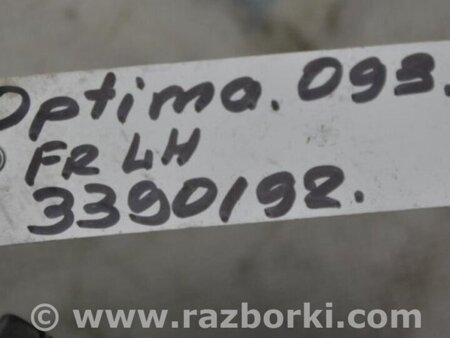 Optima. 093.
FR LH
3390192.
www.razborki.com